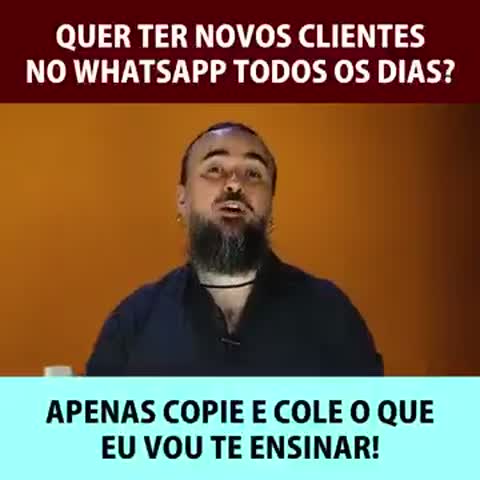 QUER TER NOVOS CLIENTES
NO WHATSAPP TODOS OS DIAS?
APENAS COPIE E COLE O QUE
EU VOU TE ENSINAR!